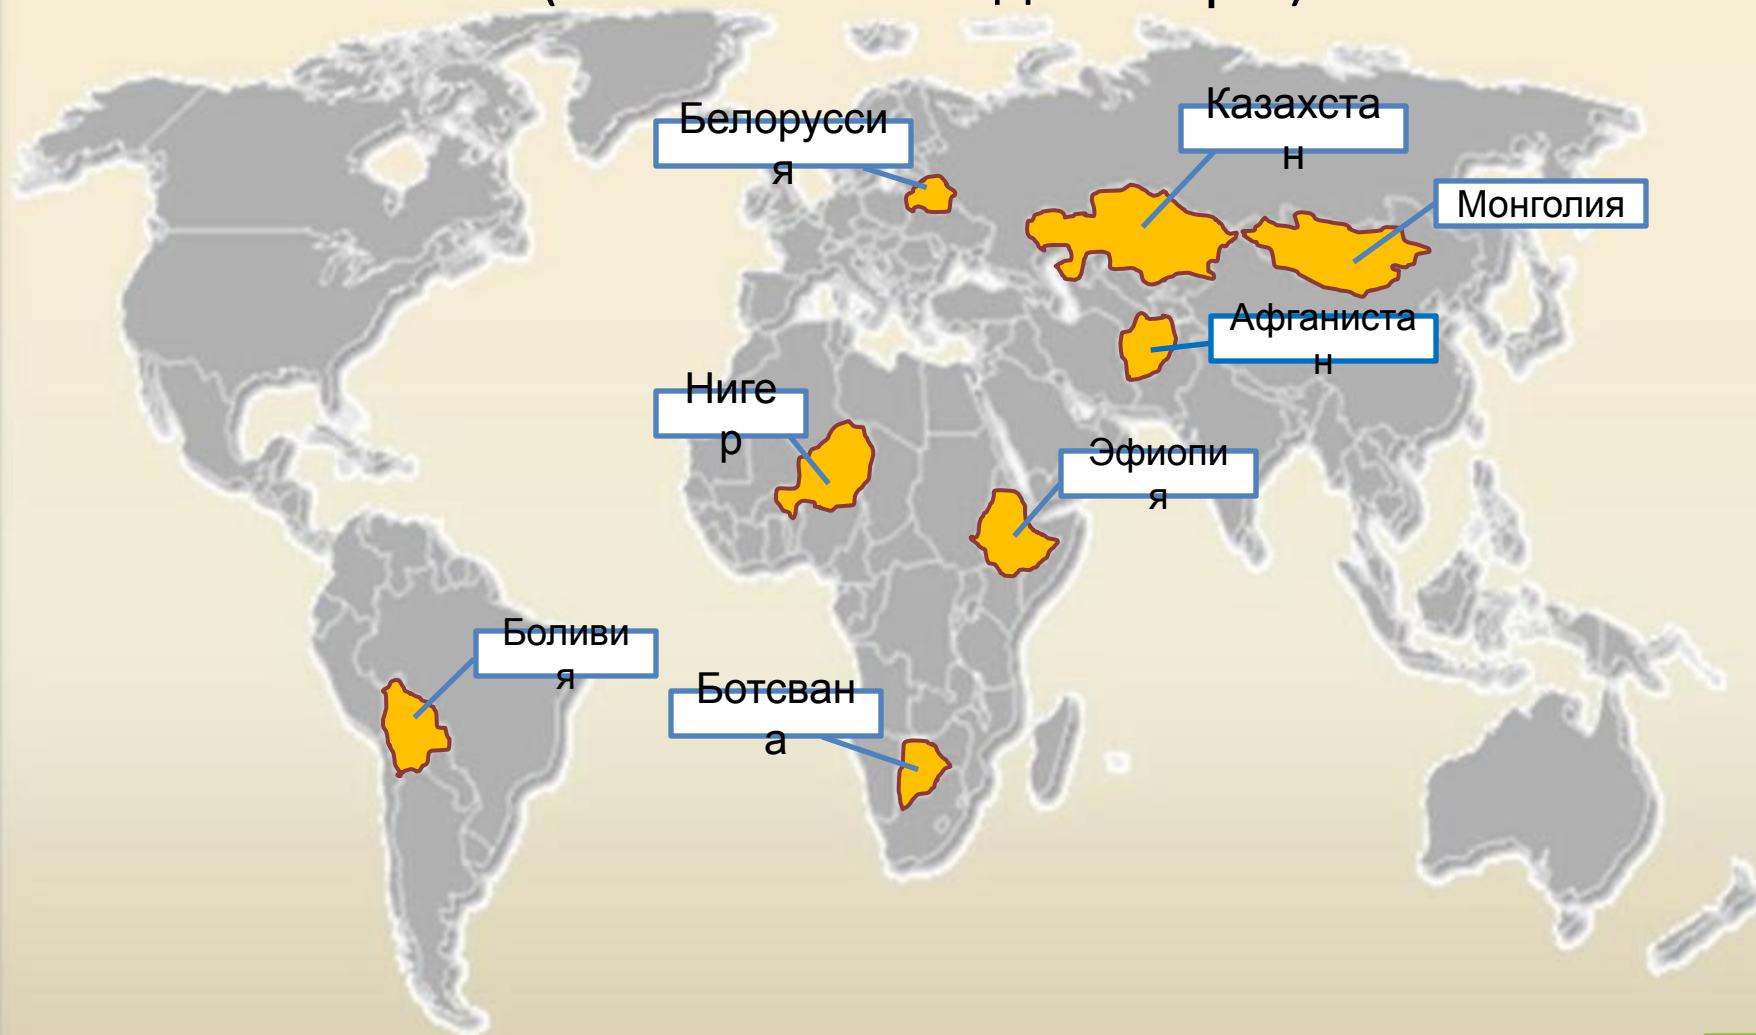 Белорусси
я
Казахста
н
Монголия
Афганиста
н
Ниге
р
Эфиопи
я
Боливи
я
Ботсван
а